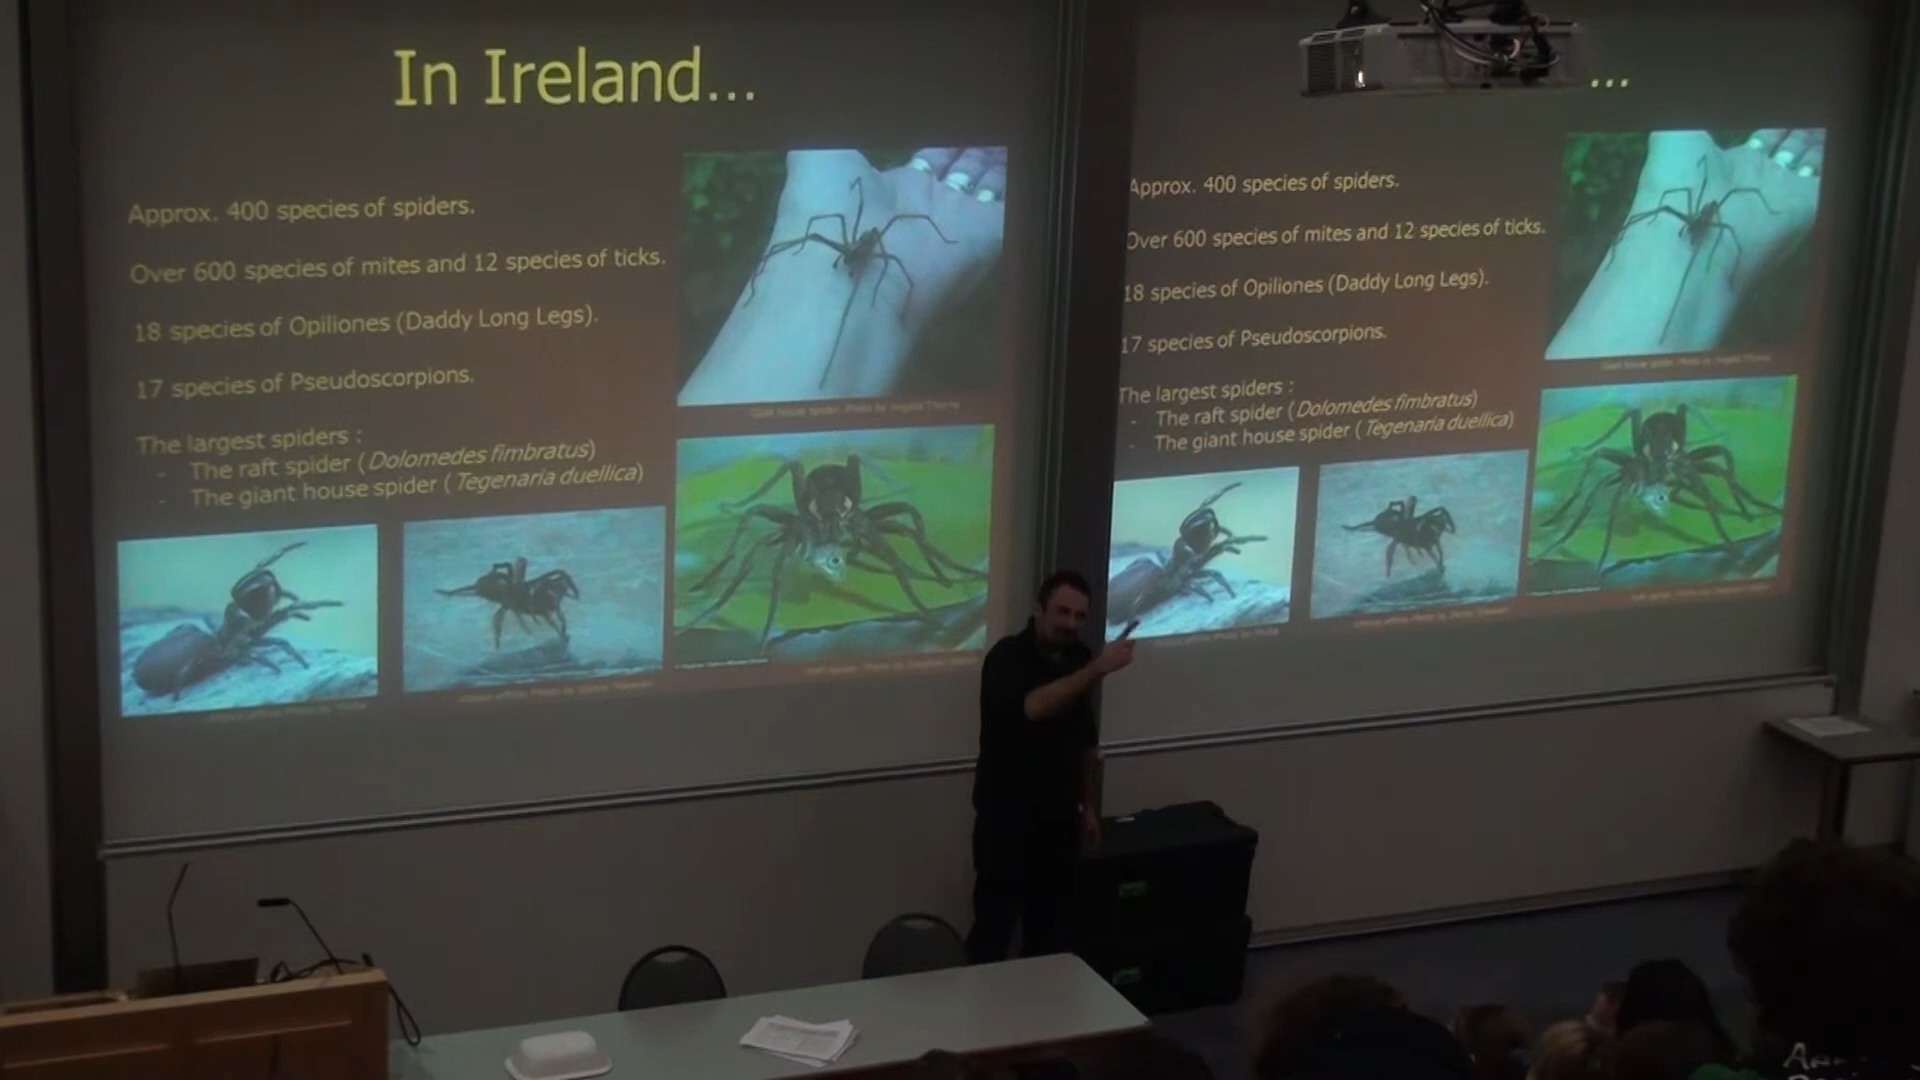 In Ireland...
Approx. 400 species of spiders.
Over 600 species of mites and 12 species of ticks.
18 species of Opiliones (Daddy Long Legs).
17 species of Pseudoscorpions.
The largest spiders :
- The raft spider (Dolomedes fimbratus)
- The giant house spider ( Tegenaria duellica)
...
Approx. 400 species of spiders.
Over 600 species of mites and 12 species of ticks.
18 species of Opiliones (Daddy Long Legs).
17 species of Pseudoscorpions.
The largest spiders :
- The raft spider (Dolomedes fimbratus)
- The giant house spider ( Tegenaria duellica)